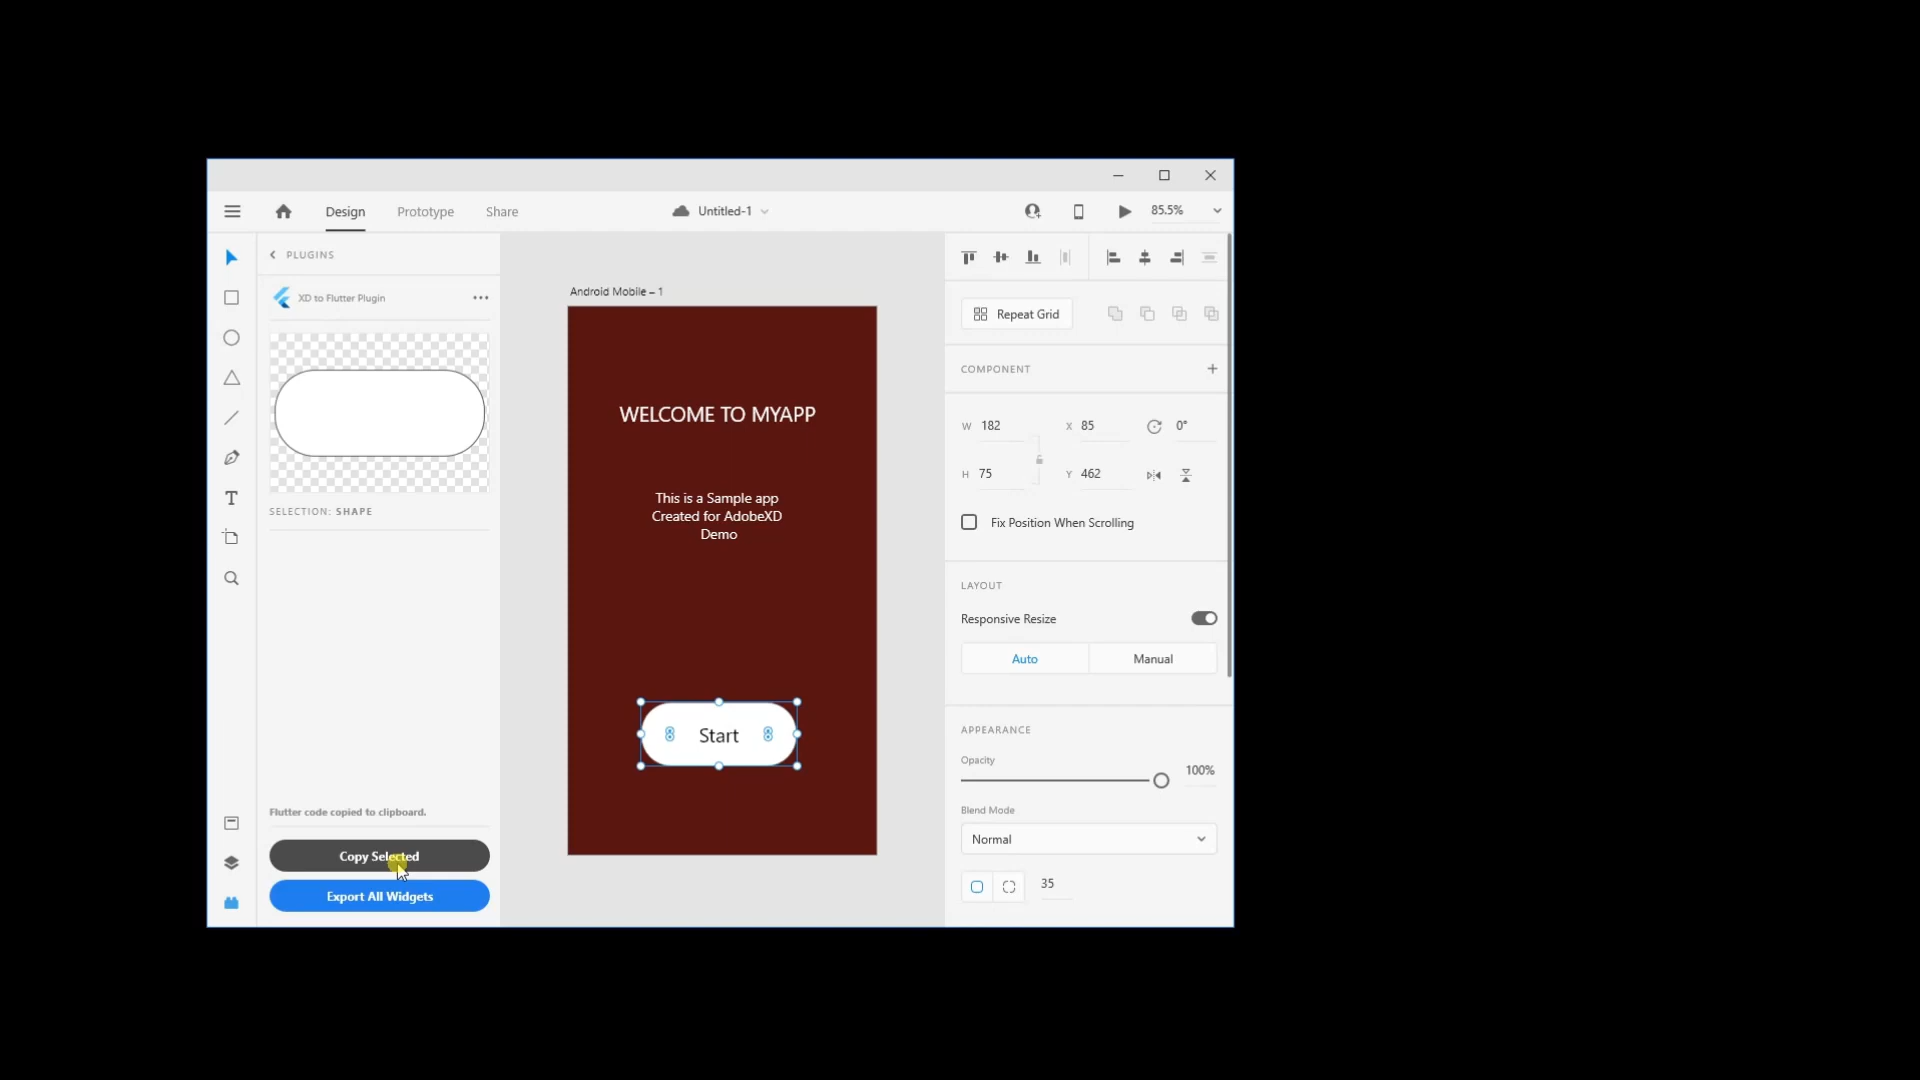 Design
Prototype
Share
Untitled-1
85.5%
PLUGINS
XD to Flutter Plugin
SELECTION: SHAPE
Flutter code copied to clipboard.
Copy Selected
Export All Widgets
Android Mobile – 1
WELCOME TO MYAPP
This is a Sample app
Created for AdobeXD
Demo
Start
Repeat Grid
COMPONENT
W 182 X 85 0°
H 75 Y 462
Fix Position When Scrolling
LAYOUT
Responsive Resize
Auto Manual
APPEARANCE
Opacity
100%
Blend Mode
Normal
35